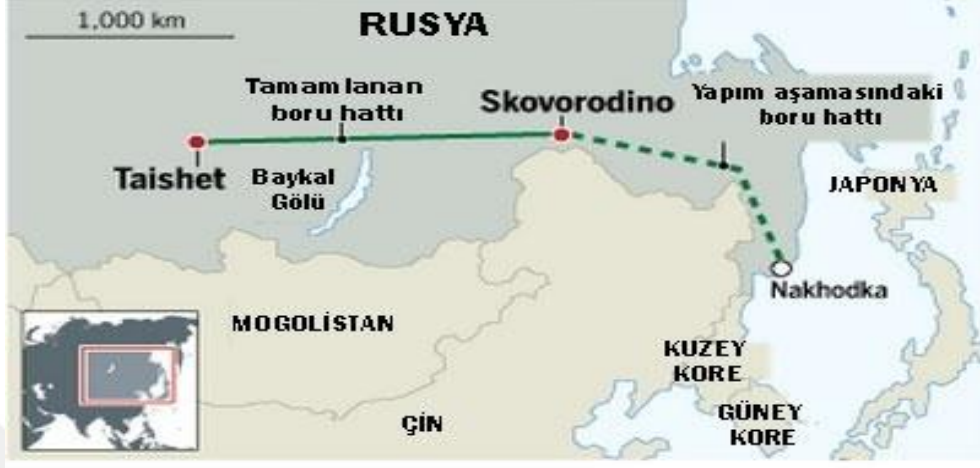 1,000 km
RUSYA
Tamamlanan
boru hattı
Skovorodino
Yapım aşamasındaki
boru hattı
Taishet
Baykal
Gölü
JAPONYA
Nakhodka
MOGOLİSTAN
KUZEY
KORE
ÇİN
GÜNEY
KORE